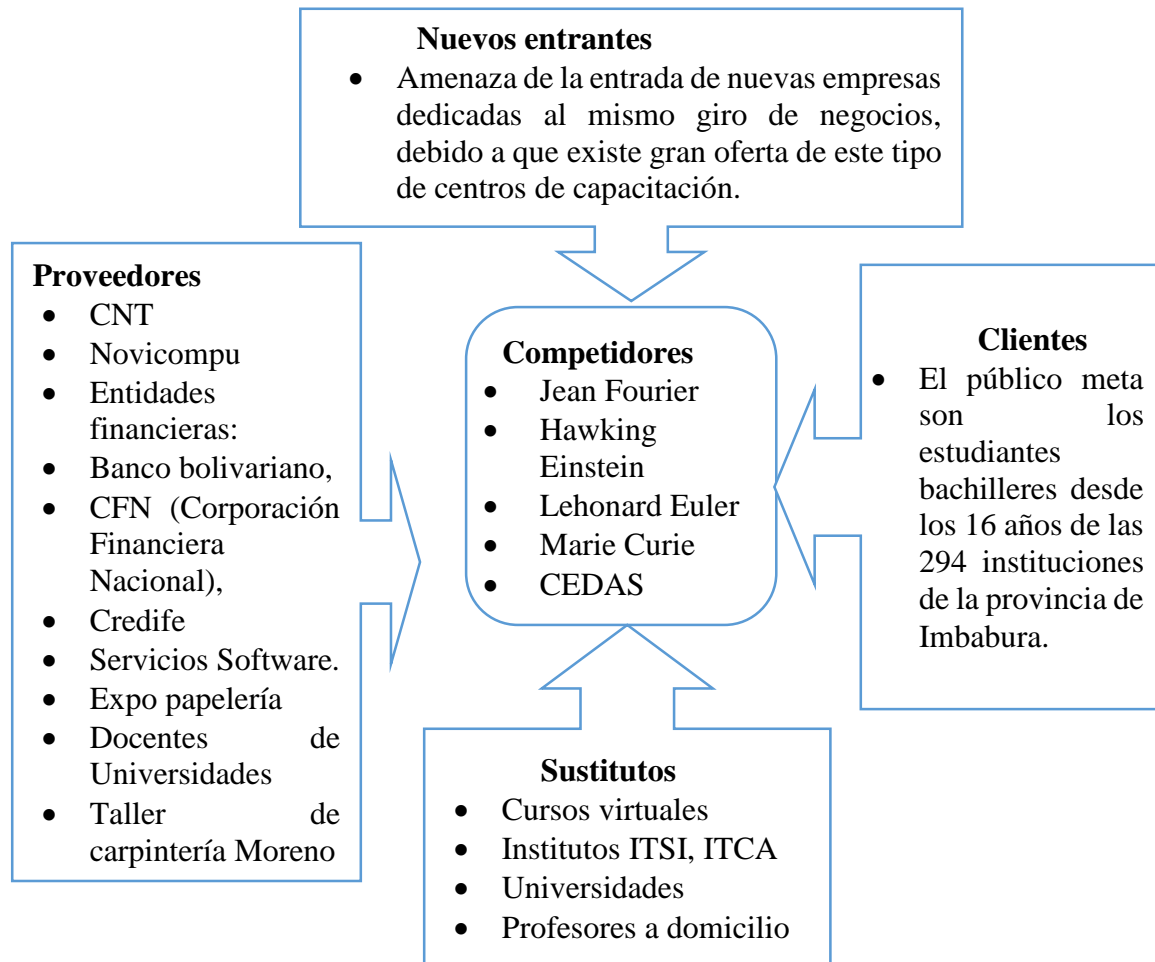 Nuevos entrantes
• Amenaza de la entrada de nuevas empresas
dedicadas al mismo giro de negocios,
debido a que existe gran oferta de este tipo
de centros de capacitación.
Proveedores
• CNT
• Novicompu
• Entidades
financieras:
• Banco bolivariano,
• CFN (Corporación
Financiera
Nacional),
• Credife
• Servicios Software.
• Expo papelería
• Docentes de
Universidades
• Taller de
carpintería Moreno
Competidores
• Jean Fourier
• Hawking
Einstein
• Lehonard Euler
• Marie Curie
• CEDAS
Clientes
• El público meta
son los
estudiantes
bachilleres desde
los 16 años de las
294 instituciones
de la provincia de
Imbabura.
Sustitutos
• Cursos virtuales
• Institutos ITSI, ITCA
• Universidades
• Profesores a domicilio